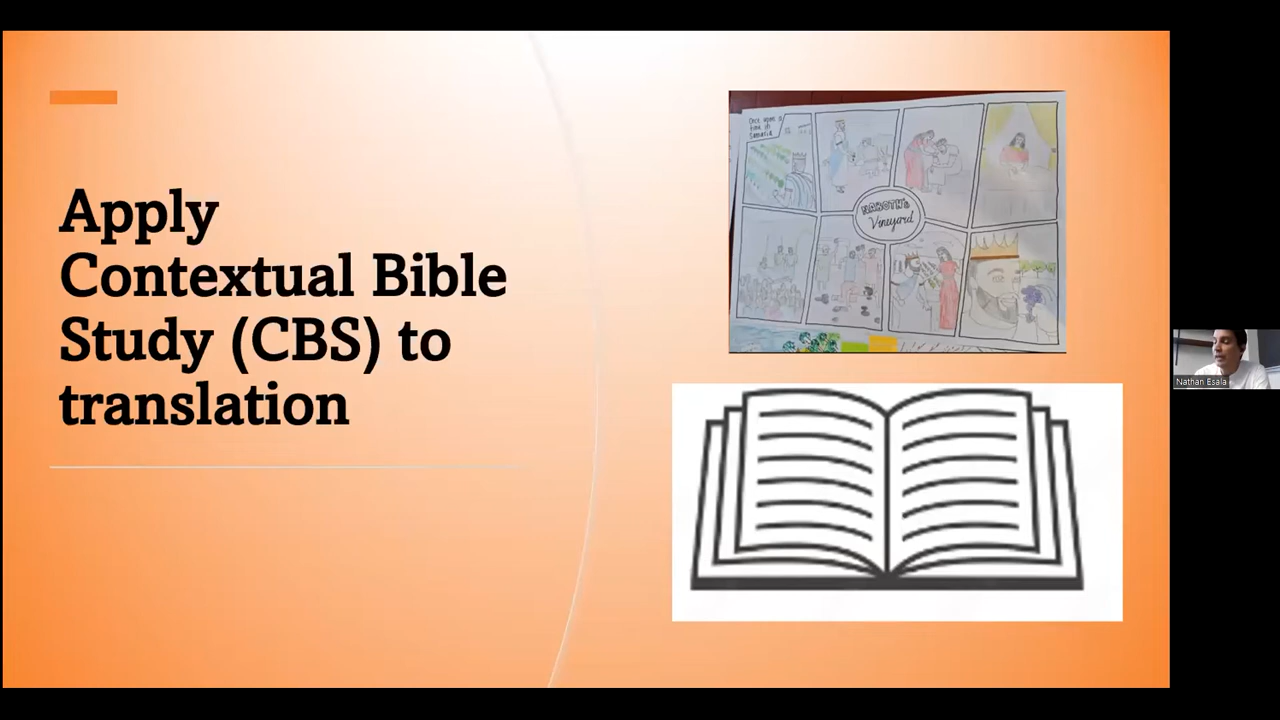 Apply
Contextual Bible
Study (CBS) to
translation
Once upon a
time in
Samaria
NABOTH's
Vineyard
Nathan Esala